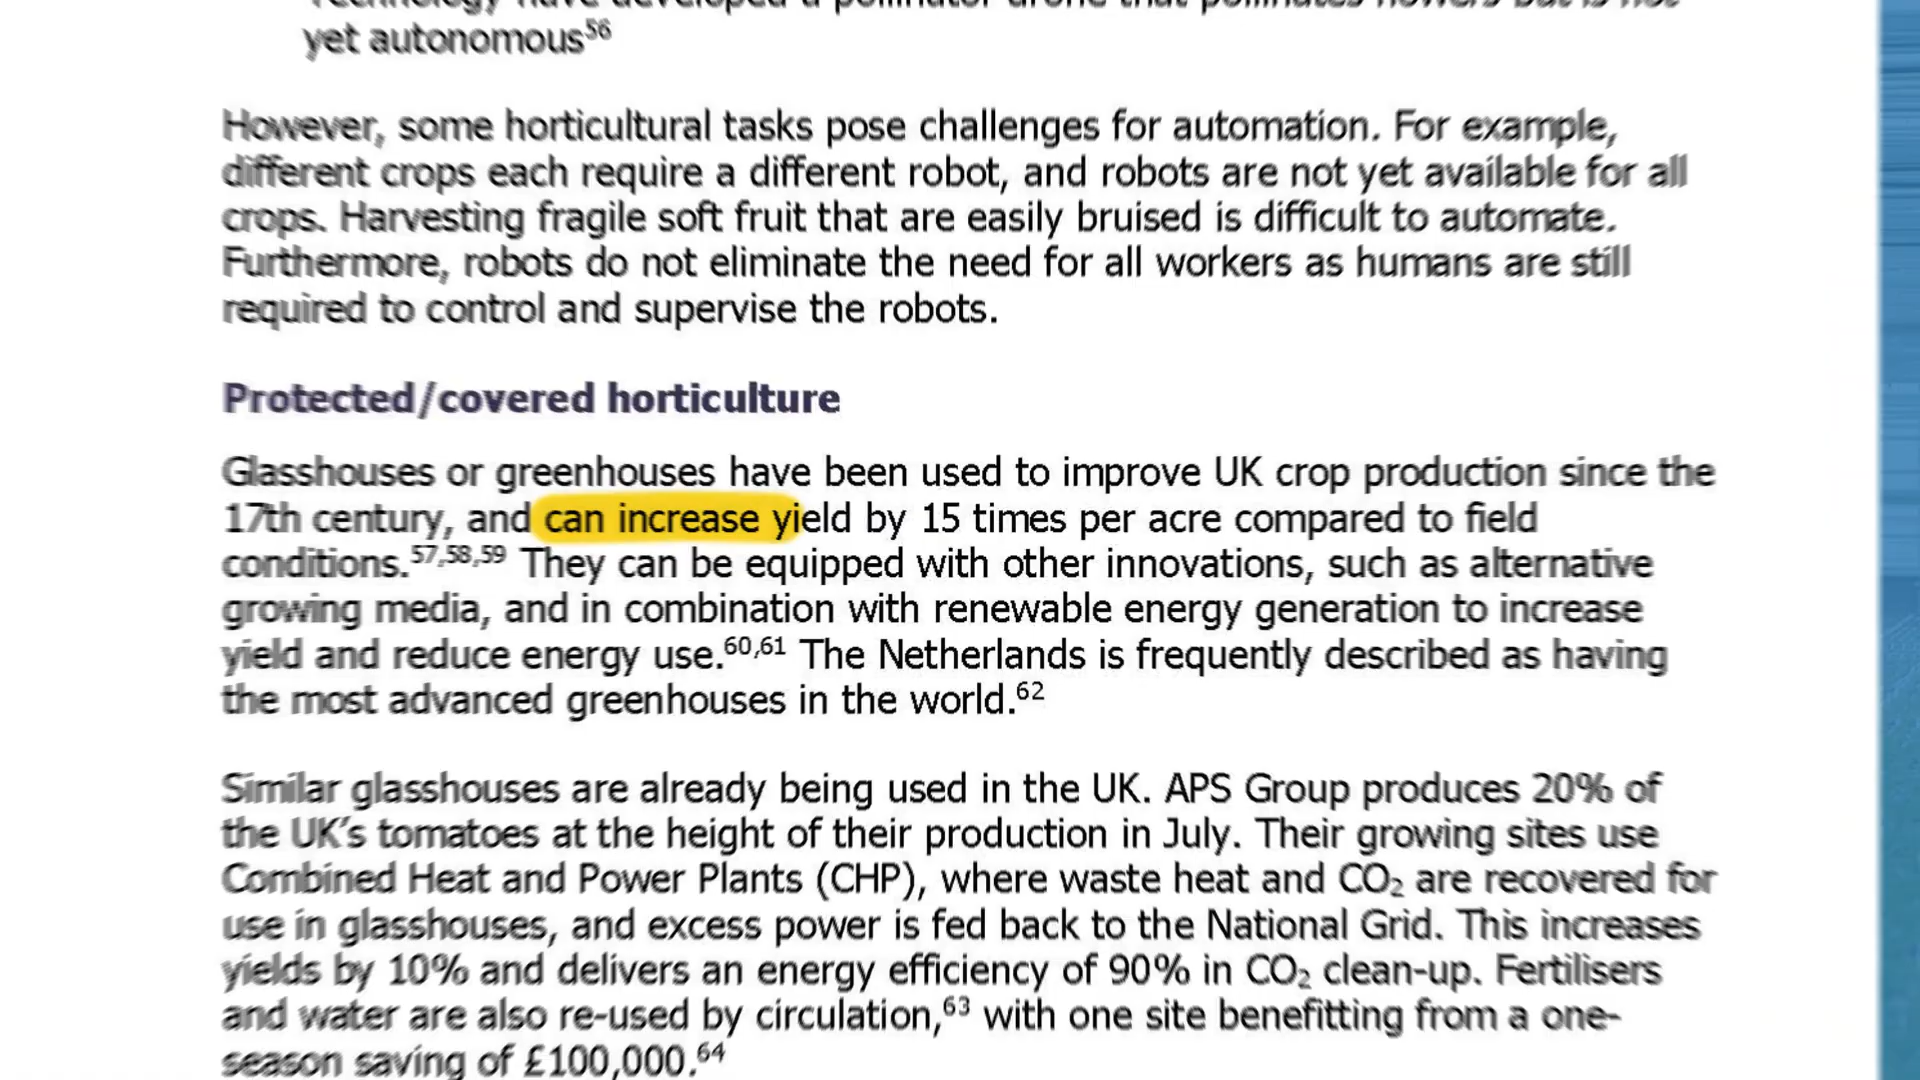 Technology have developed a pollinator drone that pollinates flowers but is not
yet autonomous56
However, some horticultural tasks pose challenges for automation. For example,
different crops each require a different robot, and robots are not yet available for all
crops. Harvesting fragile soft fruit that are easily bruised is difficult to automate.
Furthermore, robots do not eliminate the need for all workers as humans are still
required to control and supervise the robots.
Protected/covered horticulture
Glasshouses or greenhouses have been used to improve UK crop production since the
17th century, and can increase yield by 15 times per acre compared to field
conditions.57,58,59 They can be equipped with other innovations, such as alternative
growing media, and in combination with renewable energy generation to increase
yield and reduce energy use.60,61 The Netherlands is frequently described as having
the most advanced greenhouses in the world.62
Similar glasshouses are already being used in the UK. APS Group produces 20% of
the UK’s tomatoes at the height of their production in July. Their growing sites use
Combined Heat and Power Plants (CHP), where waste heat and CO2 are recovered for
use in glasshouses, and excess power is fed back to the National Grid. This increases
yields by 10% and delivers an energy efficiency of 90% in CO2 clean-up. Fertilisers
and water are also re-used by circulation,63 with one site benefitting from a one-
season saving of £100,000.64